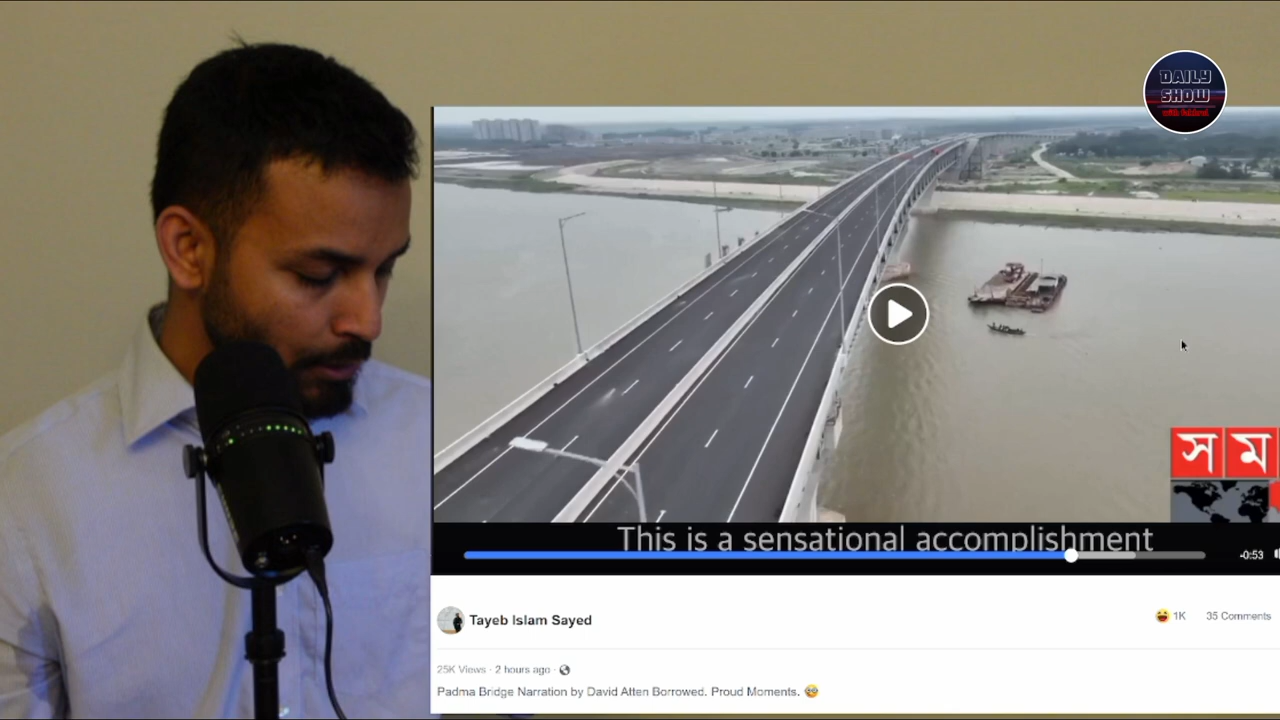 DAILY
SHOW
স ম
This is a sensational accomplishment
-0:53
Tayeb Islam Sayed
1K 35 Comments
25K Views · 2 hours ago ·
Padma Bridge Narration by David Atten Borrowed. Proud Moments. 🤣